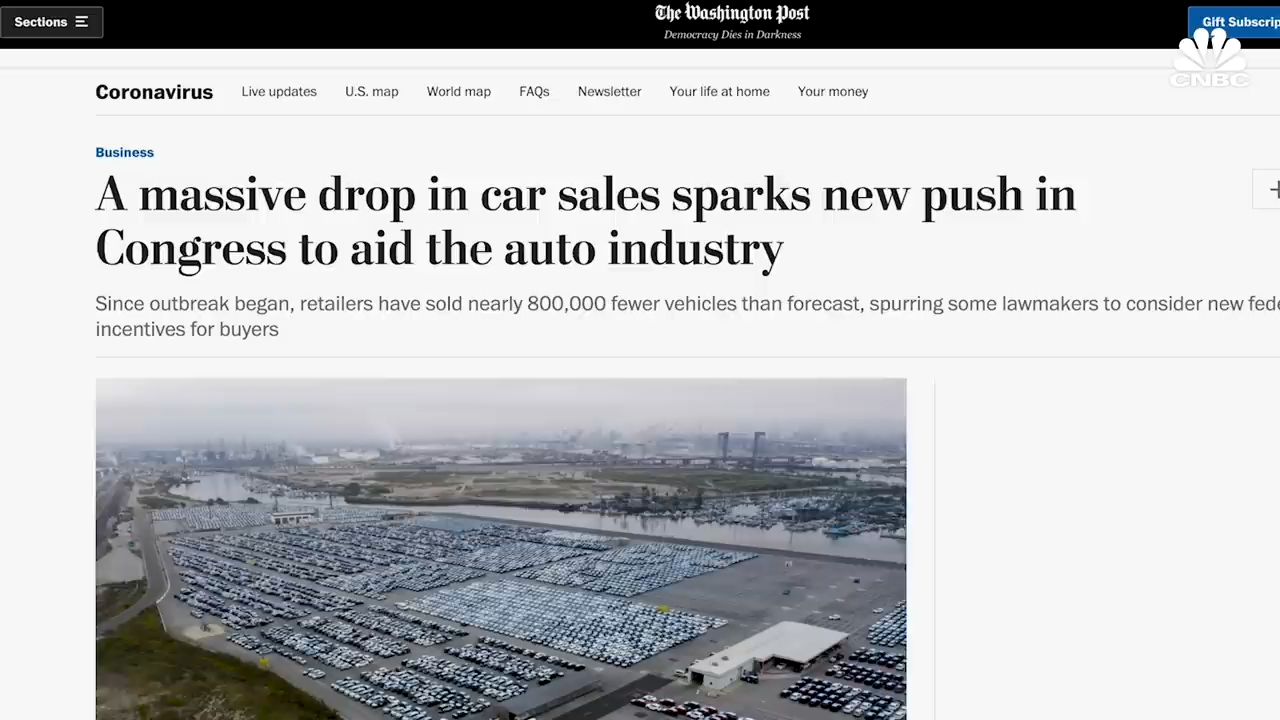 Sections
The Washington Post
Democracy Dies in Darkness
Gift Subscrip
CNBC
Coronavirus Live updates U.S. map World map FAQs Newsletter Your life at home Your money
Business
A massive drop in car sales sparks new push in
Congress to aid the auto industry
Since outbreak began, retailers have sold nearly 800,000 fewer vehicles than forecast, spurring some lawmakers to consider new fede
incentives for buyers